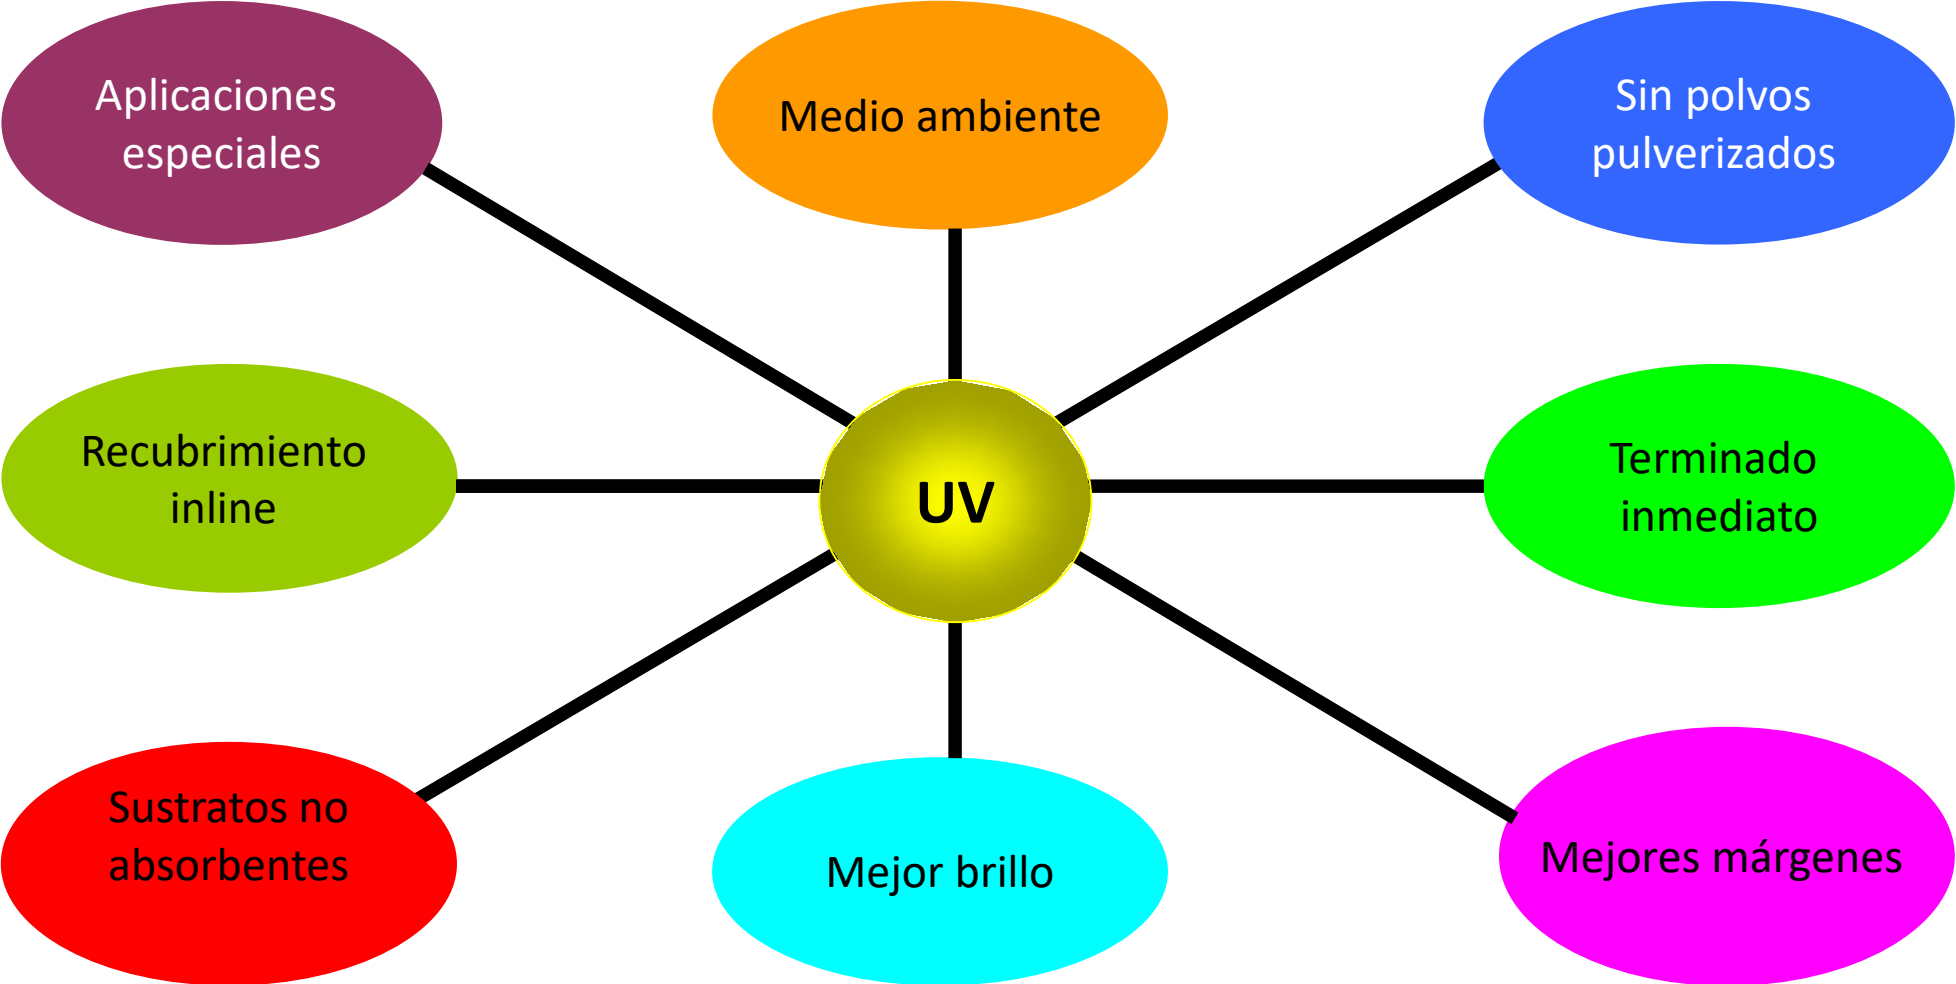 Aplicaciones
especiales
Medio ambiente
Sin polvos
pulverizados
Recubrimiento
inline
UV
Terminado
inmediato
Sustratos no
absorbentes
Mejor brillo
Mejores márgenes